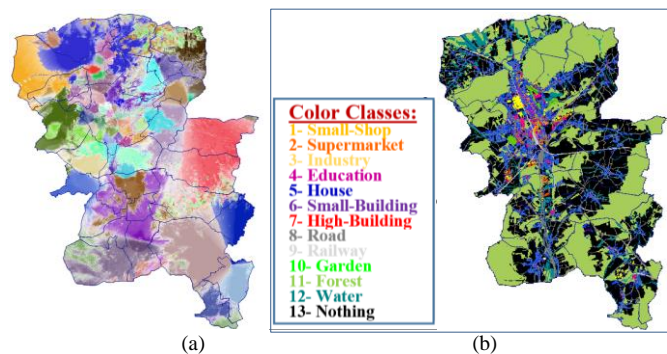 Color Classes:
1- Small-Shop
2- Supermarket
3- Industry
4- Education
5- House
6- Small-Building
7- High-Building
8- Road
9- Railway
10- Garden
11- Forest
12- Water
13- Nothing
(a)
(b)